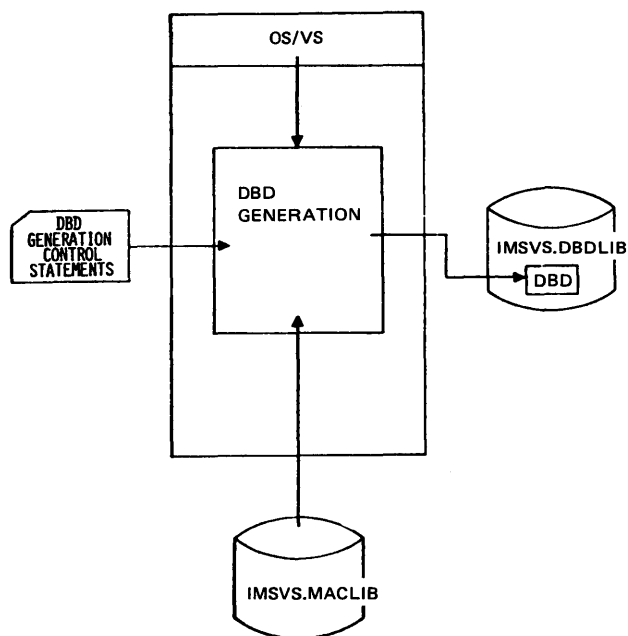 OS/VS
DBD
GENERATION
DBD
GENERATION
CONTROL
STATEMENTS
IMSVS.DBDLIB
DBD
IMSVS.MACLIB